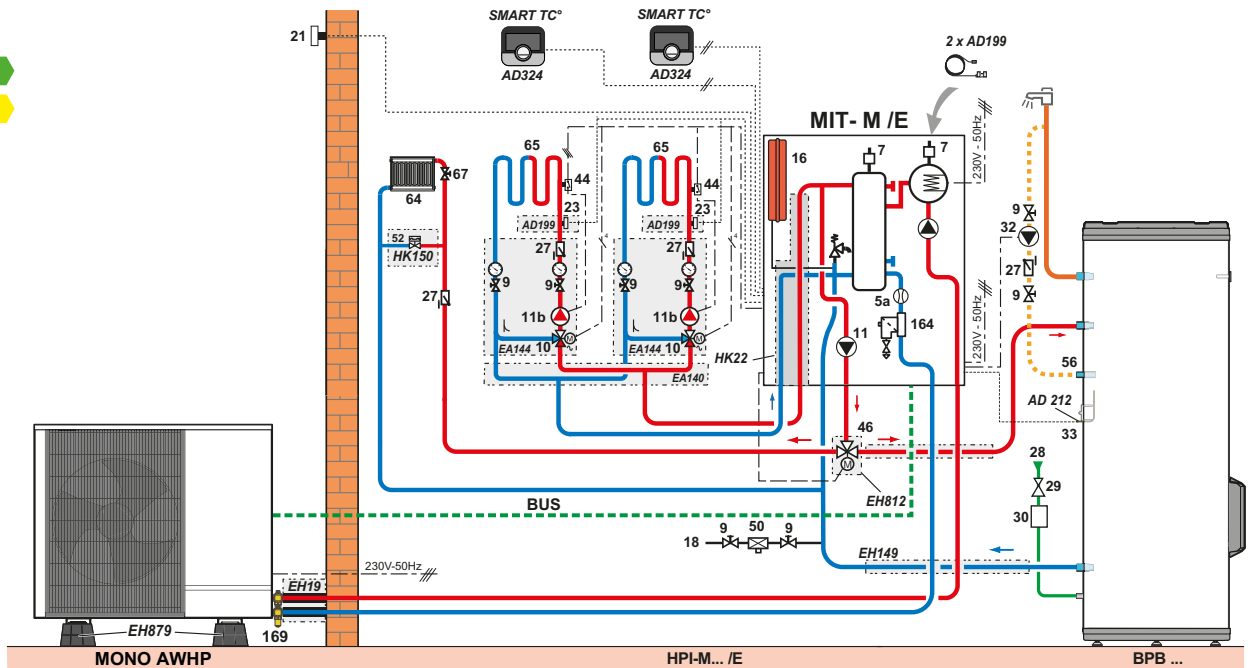 SMART TC°
SMART TC°
21
AD324
AD324
2 x AD199
MIT- M /E
230V - 50Hz
7
7
16
65
65
67
44
44
64
23
23
AD199
AD199
9
32
52
HK150
27
27
27
9
9
9
9
27
9
5a
164
11b
11b
11
10
10
EA144
EA144
EA140
HK22
230V - 50Hz
56
AD 212
33
46
28
29
30
EH812
BUS
9
50
9
18
EH149
230V-50Hz
EH19
EH879
169
MONO AWHP
HPI-M... /E
BPB ...
M
M
M
4
4